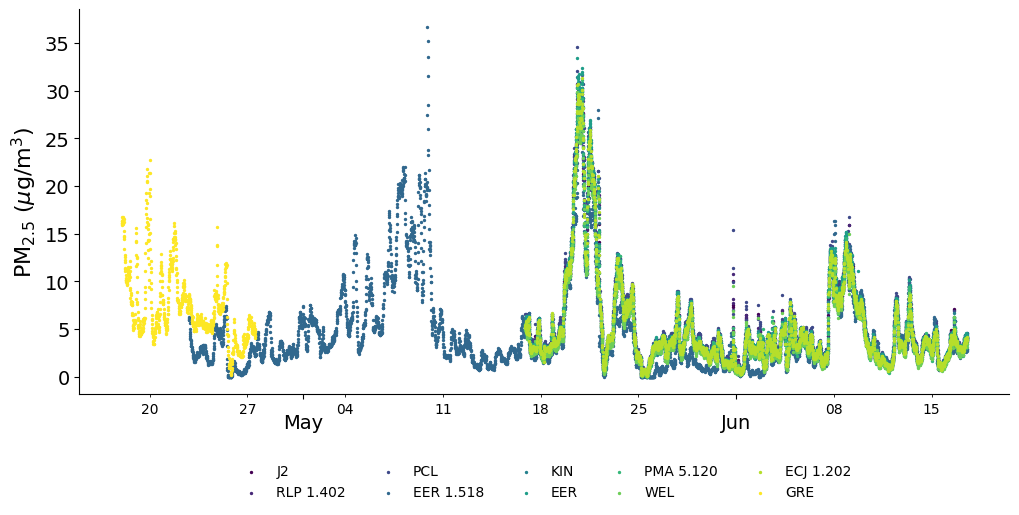 35
30
25
20
15
10
5
0
PM2.5 (μg/m3)
20 27 04 11 18 25 08 15
May Jun
J2 PCL KIN PMA 5.120 ECJ 1.202
RLP 1.402 EER 1.518 EER WEL GRE